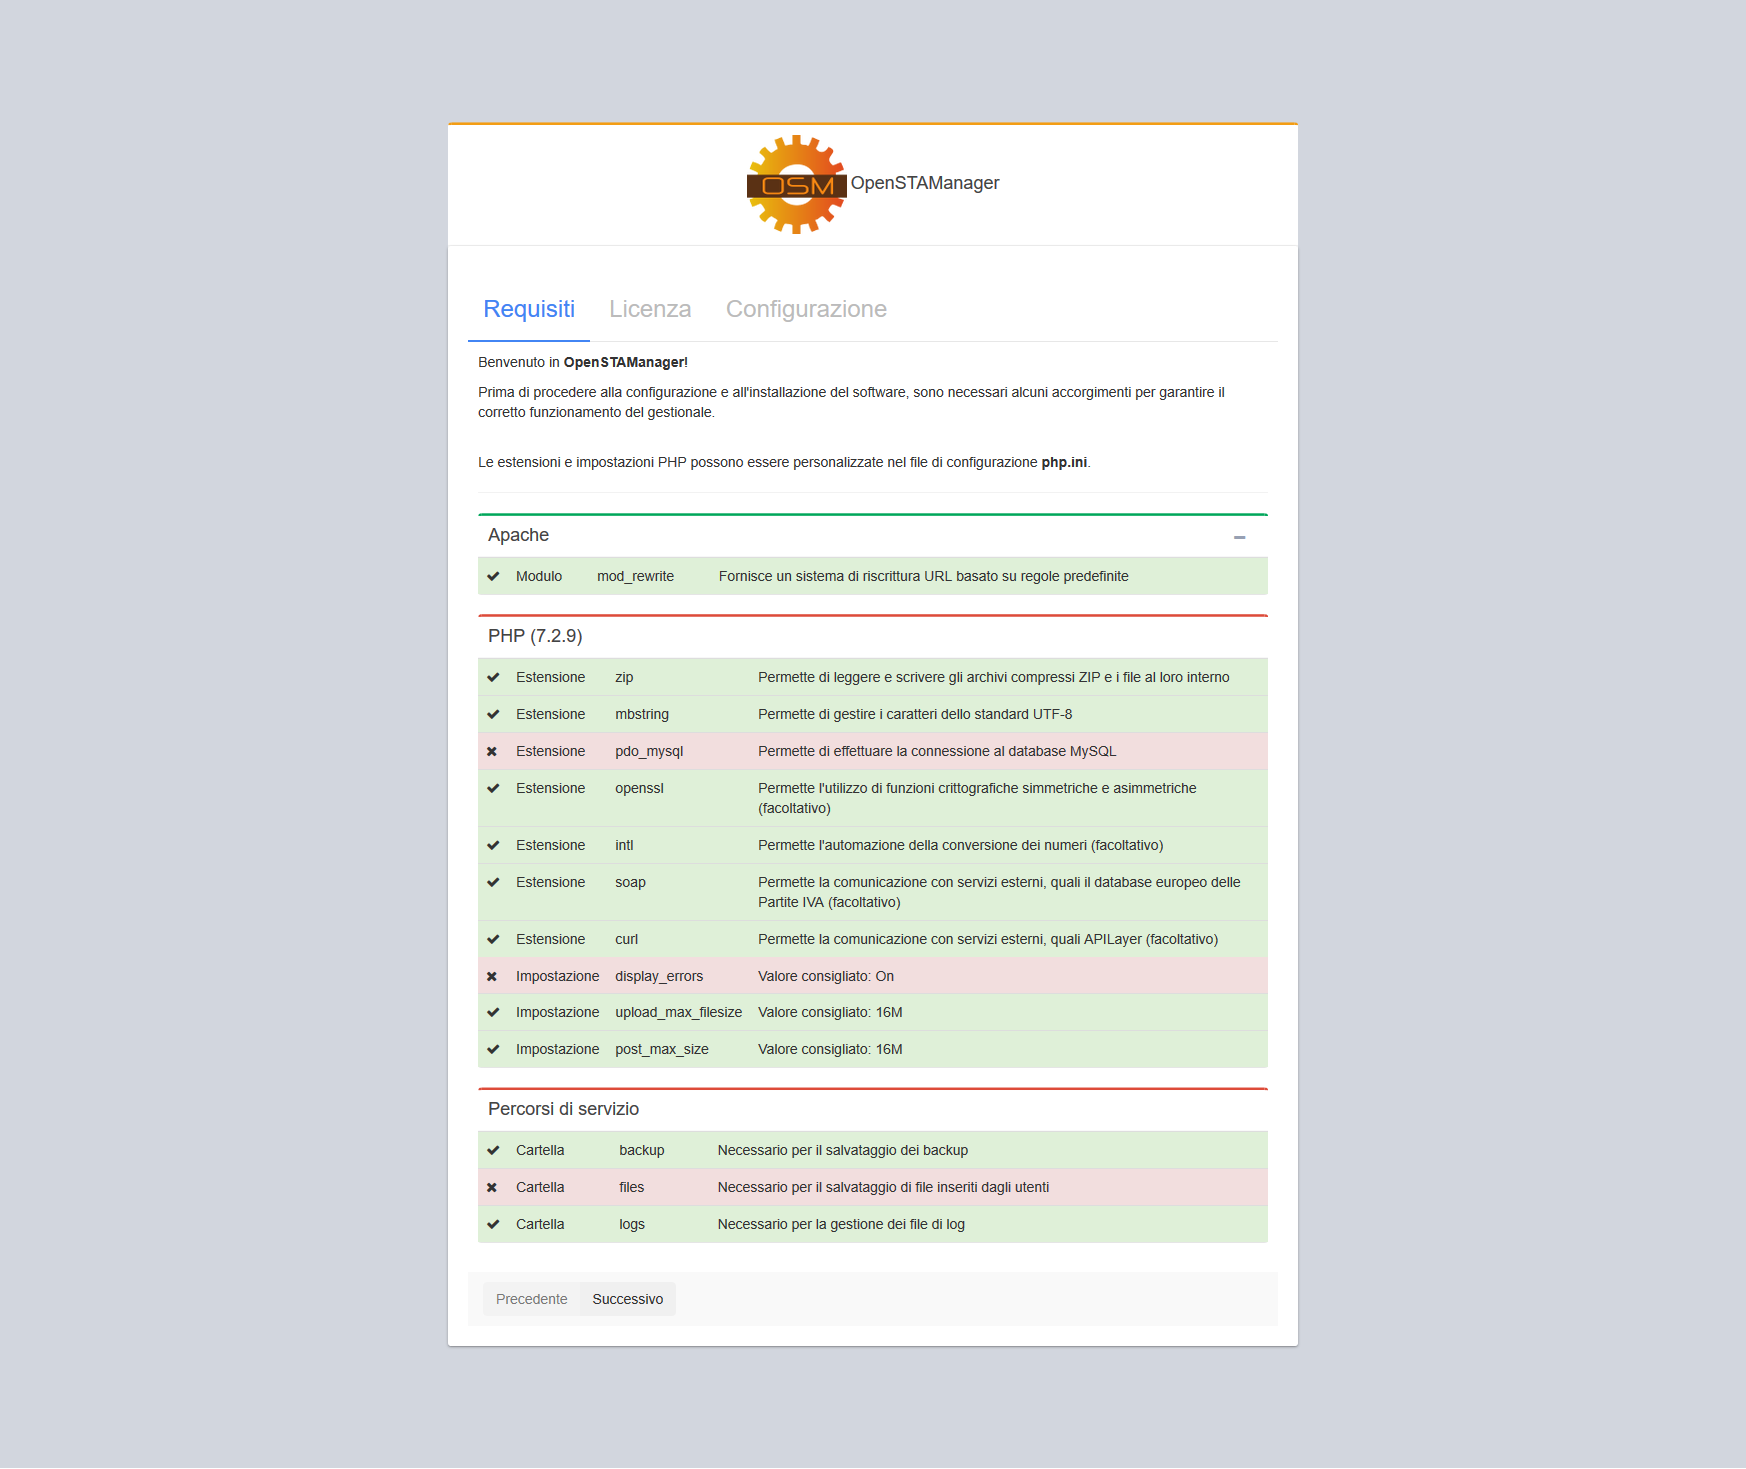 OSM OpenSTAManager
Requisiti Licenza Configurazione
Benvenuto in OpenSTAManager!
Prima di procedere alla configurazione e all'installazione del software, sono necessari alcuni accorgimenti per garantire il
corretto funzionamento del gestionale.
Le estensioni e impostazioni PHP possono essere personalizzate nel file di configurazione php.ini.
Apache
Modulo mod_rewrite Fornisce un sistema di riscrittura URL basato su regole predefinite
PHP (7.2.9)
Estensione zip Permette di leggere e scrivere gli archivi compressi ZIP e i file al loro interno
Estensione mbstring Permette di gestire i caratteri dello standard UTF-8
Estensione pdo_mysql Permette di effettuare la connessione al database MySQL
Estensione openssl Permette l'utilizzo di funzioni crittografiche simmetriche e asimmetriche
(facoltativo)
Estensione intl Permette l'automazione della conversione dei numeri (facoltativo)
Estensione soap Permette la comunicazione con servizi esterni, quali il database europeo delle
Partite IVA (facoltativo)
Estensione curl Permette la comunicazione con servizi esterni, quali APILayer (facoltativo)
Impostazione display_errors Valore consigliato: On
Impostazione upload_max_filesize Valore consigliato: 16M
Impostazione post_max_size Valore consigliato: 16M
Percorsi di servizio
Cartella backup Necessario per il salvataggio dei backup
Cartella files Necessario per il salvataggio di file inseriti dagli utenti
Cartella logs Necessario per la gestione dei file di log
Precedente Successivo